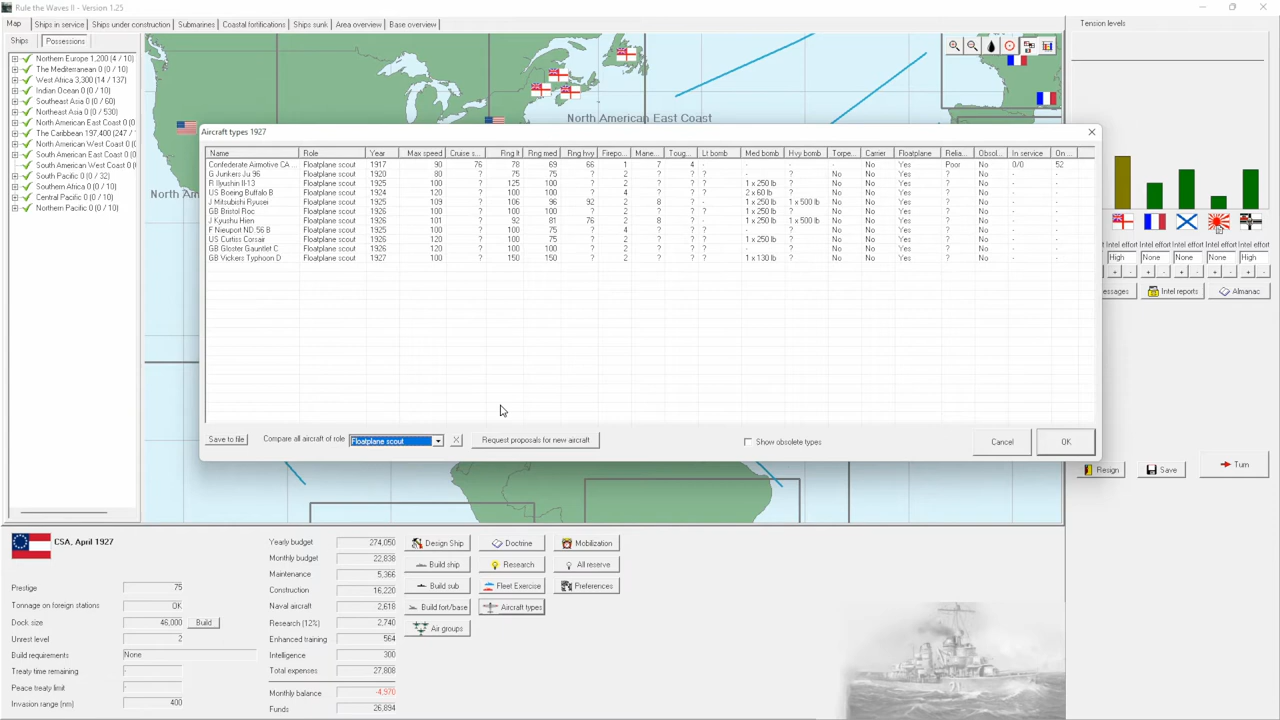 Rule the Waves II - Version 1.25
Map Ships in service Ships under construction Submarines Coastal fortifications Ships sunk Area overview Base overview
Ships Possessions
Tension levels
Northern Europe 1,200 (4 / 10)
The Mediterranean 0 (0 / 10)
West Africa 3,300 (14 / 137)
Indian Ocean 0 (0 / 10)
Southeast Asia 0 (0 / 60)
Northeast Asia 0 (0 / 530)
North American East Coast 0 (0
The Caribbean 197,400 (247 /
North American West Coast 0 (
South American East Coast 0 (0
South American West Coast 0
South Pacific 0 (0 / 32)
Southern Africa 0 (0 / 10)
Central Pacific 0 (0 / 10)
Northern Pacific 0 (0 / 10)
North American East Coast
North Am
Aircraft types 1927
Name Role Year Max speed Cruise s... Rng lt Rng med Rng hvy Firepo... Mane... Toug... Lt bomb Med bomb Hvy bomb Torpe... Carrier Floatplane Relia... Obsol... In service On ...
Confederate Airmotive CA ... Floatplane scout 1917 90 76 78 69 66 1 7 4 - - - No No Yes Poor No 0/0 52
G Junkers Ju 96 Floatplane scout 1920 80 ? 75 75 ? 2 ? ? ? - ? No No Yes ? No - -
R Ilyushin Il-13 Floatplane scout 1925 100 ? 125 100 ? 2 ? ? ? 1 x 250 lb ? No No Yes ? No - -
US Boeing Buffalo B Floatplane scout 1924 120 ? 100 100 ? 4 ? ? ? 2 x 60 lb ? No No Yes ? No - -
J Mitsubishi Ryusei Floatplane scout 1925 109 ? 106 96 92 2 8 ? - 1 x 250 lb 1 x 500 lb No No Yes ? No - -
GB Bristol Roc Floatplane scout 1926 100 ? 100 100 ? 2 ? ? ? 1 x 250 lb ? No No Yes ? No - -
J Kyushu Hien Floatplane scout 1926 101 ? 92 81 76 2 8 ? - 1 x 250 lb 1 x 500 lb No No Yes ? No - -
F Nieuport ND.56 B Floatplane scout 1925 100 ? 100 75 ? 4 ? ? ? - ? No No Yes ? No - -
US Curtiss Corsair Floatplane scout 1926 120 ? 100 75 ? 2 ? ? ? 1 x 250 lb ? No No Yes ? No - -
GB Gloster Gauntlet C Floatplane scout 1926 120 ? 100 100 ? 2 ? ? ? - ? No No Yes ? No - -
GB Vickers Typhoon D Floatplane scout 1927 100 ? 150 150 ? 2 ? ? ? 1 x 130 lb ? No No Yes ? No - -
Save to file Compare all aircraft of role Floatplane scout Request proposals for new aircraft Show obsolete types Cancel OK
Intel effort Intel effort Intel effort Intel effort Intel effort
High None None None High
+ - + - + - + - + -
essages Intel reports Almanac
Resign Save Turn
CSA, April 1927
Prestige 75
Tonnage on foreign stations OK
Dock size 46,000 Build
Unrest level 2
Build requirements None
Treaty time remaining -
Peace treaty limit -
Invasion range (nm) 400
Yearly budget 274,050
Monthly budget 22,838
Maintenance 5,366
Construction 16,220
Naval aircraft 2,618
Research (12%) 2,740
Enhanced training 564
Intelligence 300
Total expenses 27,808
Monthly balance -4,970
Funds 26,894
Design Ship Doctrine Mobilization
Build ship Research All reserve
Build sub Fleet Exercise Preferences
Build fort/base Aircraft types
Air groups